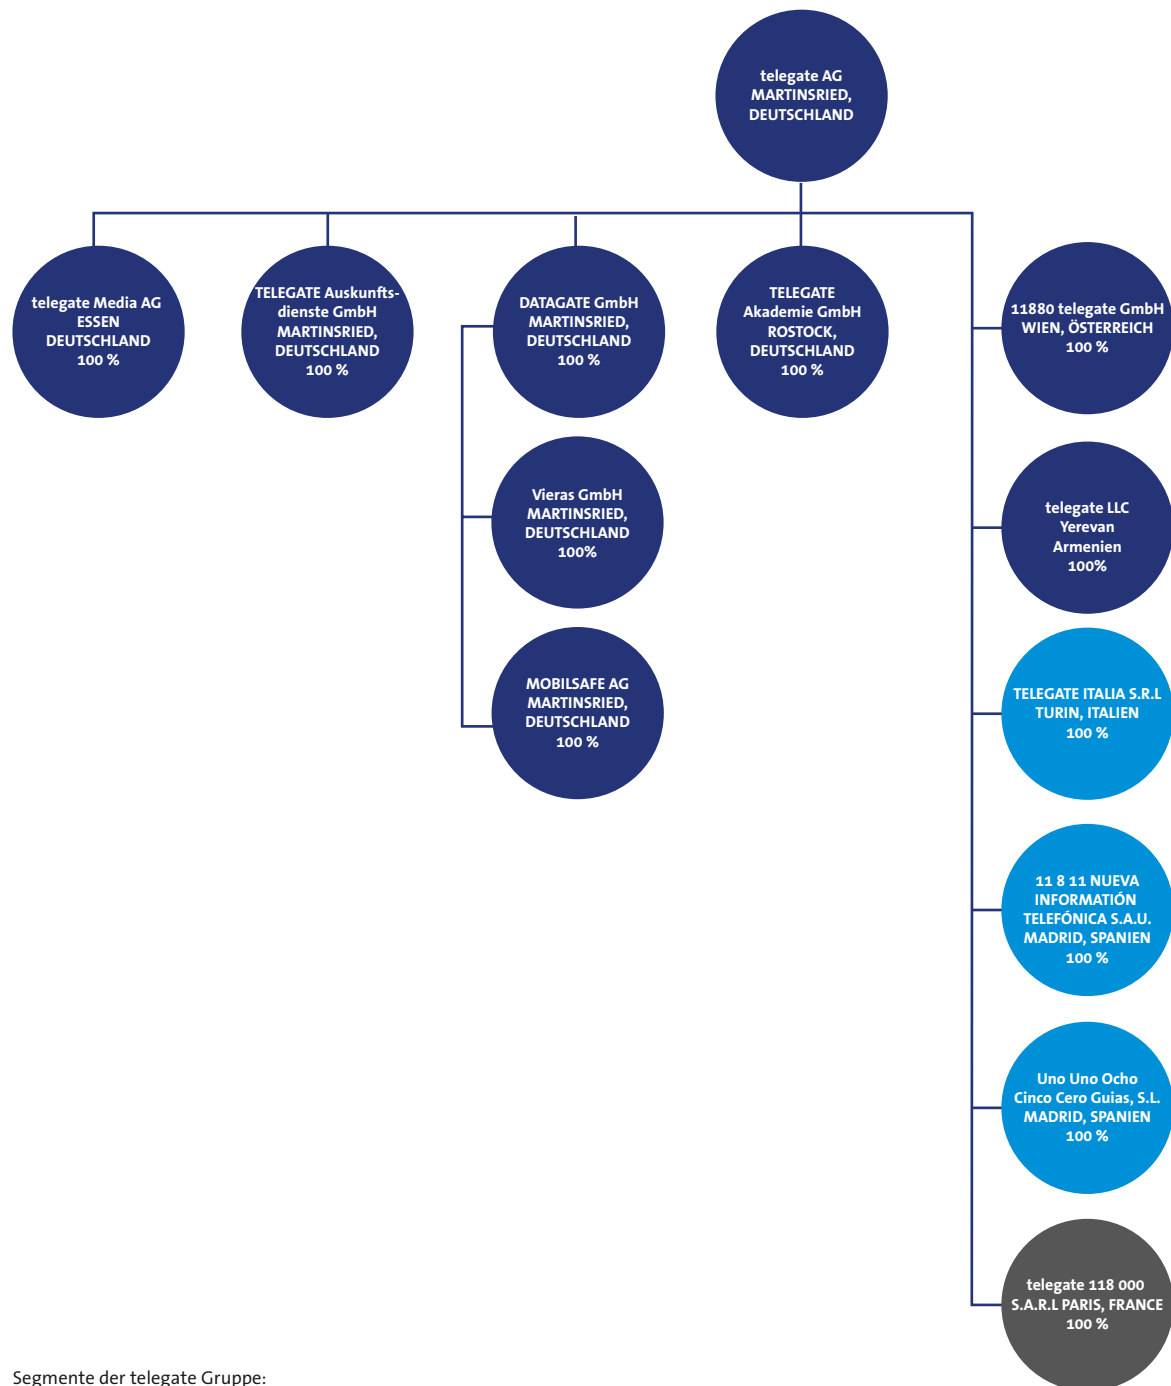 telegate AG
MARTINSRIED,
DEUTSCHLAND
telegate Media AG
ESSEN
DEUTSCHLAND
100 %
TELEGATE Auskunfts-
dienste GmbH
MARTINSRIED,
DEUTSCHLAND
100 %
DATAGATE GmbH
MARTINSRIED,
DEUTSCHLAND
100 %
TELEGATE
Akademie GmbH
ROSTOCK,
DEUTSCHLAND
100 %
11880 telegate GmbH
WIEN, ÖSTERREICH
100 %
Vieras GmbH
MARTINSRIED,
DEUTSCHLAND
100%
telegate LLC
Yerevan
Armenien
100%
MOBILSAFE AG
MARTINSRIED,
DEUTSCHLAND
100 %
TELEGATE ITALIA S.R.L
TURIN, ITALIEN
100 %
11 8 11 NUEVA
INFORMATIÓN
TELEFÓNICA S.A.U.
MADRID, SPANIEN
100 %
Uno Uno Ocho
Cinco Cero Guias, S.L.
MADRID, SPANIEN
100 %
telegate 118 000
S.A.R.L PARIS, FRANCE
100 %
Segmente der telegate Gruppe: